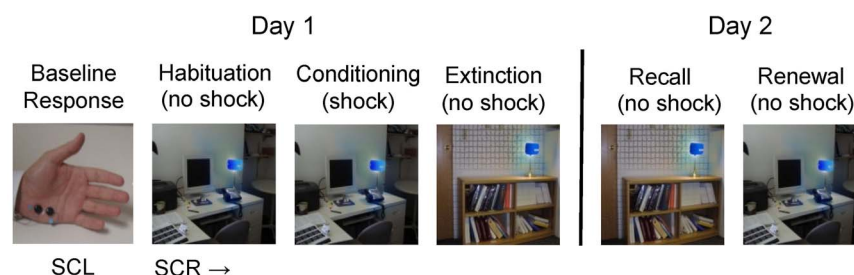 Day 1
Day 2
Baseline Response
Habituation (no shock)
Conditioning (shock)
Extinction (no shock)
Recall (no shock)
Renewal (no shock)
SCL
SCR →